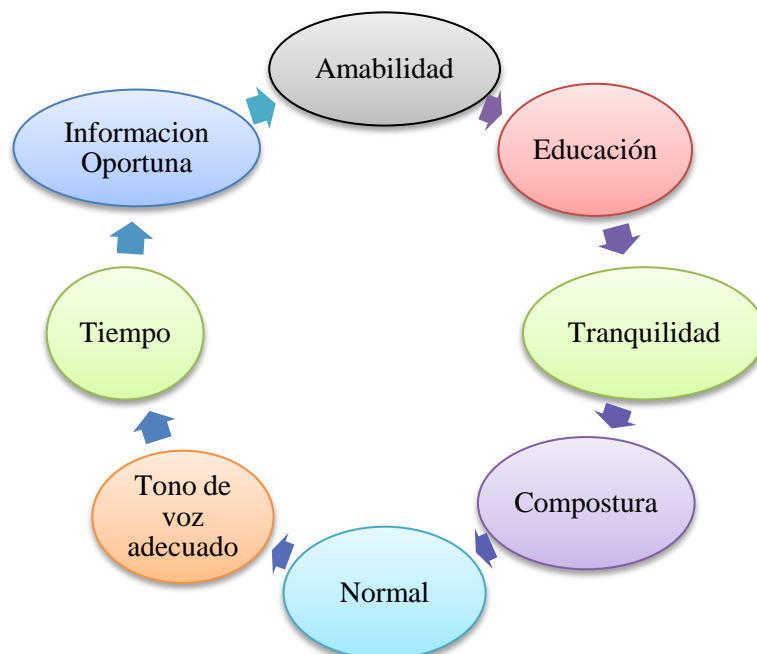 Amabilidad
Educación
Tranquilidad
Compostura
Normal
Tono de
voz
adecuado
Tiempo
Informacion
Oportuna